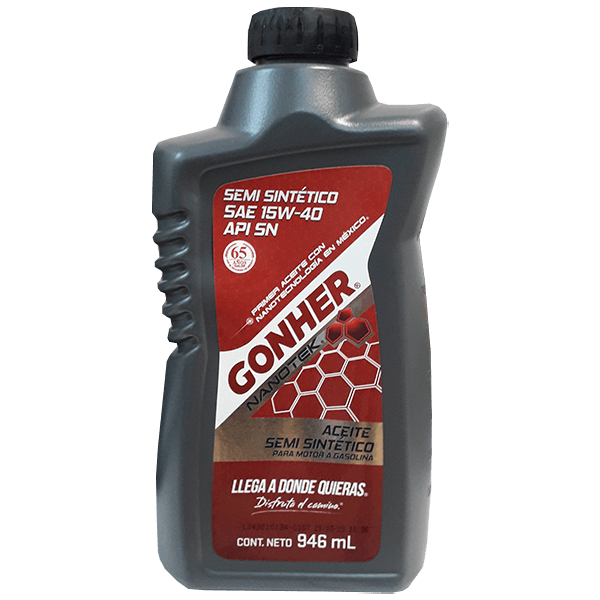 SEMI SINTÉTICO
SAE 15W-40
API SN
65
AÑOS
PRIMER ACEITE CON
NANOTECNOLOGÍA EN MÉXICO®
GONHER®
NANOTEK®
ACEITE
SEMI SINTÉTICO
PARA MOTOR A GASOLINA
LLEGA A DONDE QUIERAS®
Disfruta el camino.®
CONT. NETO 946 mL